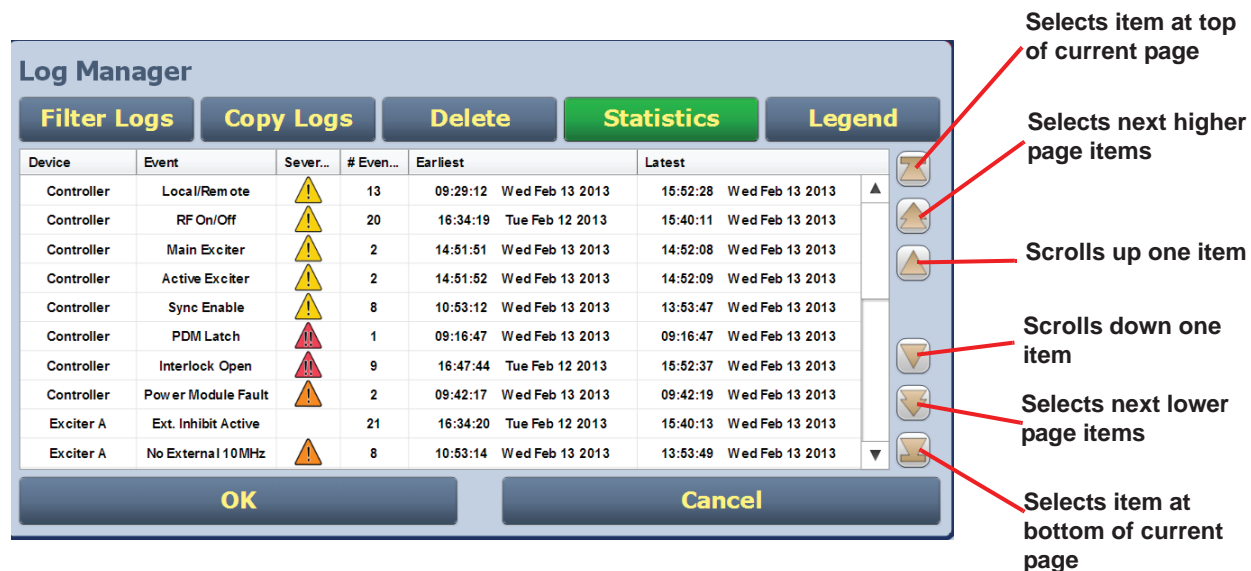 Log Manager
Filter Logs Copy Logs Delete Statistics Legend
Device Event Sever... # Even... Earliest Latest
Controller Local/Remote 13 09:29:12 Wed Feb 13 2013 15:52:28 Wed Feb 13 2013
Controller RF On/Off 20 16:34:19 Tue Feb 12 2013 15:40:11 Wed Feb 13 2013
Controller Main Exciter 2 14:51:51 Wed Feb 13 2013 14:52:08 Wed Feb 13 2013
Controller Active Exciter 2 14:51:52 Wed Feb 13 2013 14:52:09 Wed Feb 13 2013
Controller Sync Enable 8 10:53:12 Wed Feb 13 2013 13:53:47 Wed Feb 13 2013
Controller PDM Latch 1 09:16:47 Wed Feb 13 2013 09:16:47 Wed Feb 13 2013
Controller Interlock Open 9 16:47:44 Tue Feb 12 2013 15:52:37 Wed Feb 13 2013
Controller Power Module Fault 2 09:42:17 Wed Feb 13 2013 09:42:19 Wed Feb 13 2013
Exciter A Ext. Inhibit Active 21 16:34:20 Tue Feb 12 2013 15:40:13 Wed Feb 13 2013
Exciter A No External 10MHz 8 10:53:14 Wed Feb 13 2013 13:53:49 Wed Feb 13 2013
OK Cancel
Selects item at top
of current page
Selects next higher
page items
Scrolls up one item
Scrolls down one
item
Selects next lower
page items
Selects item at
bottom of current
page